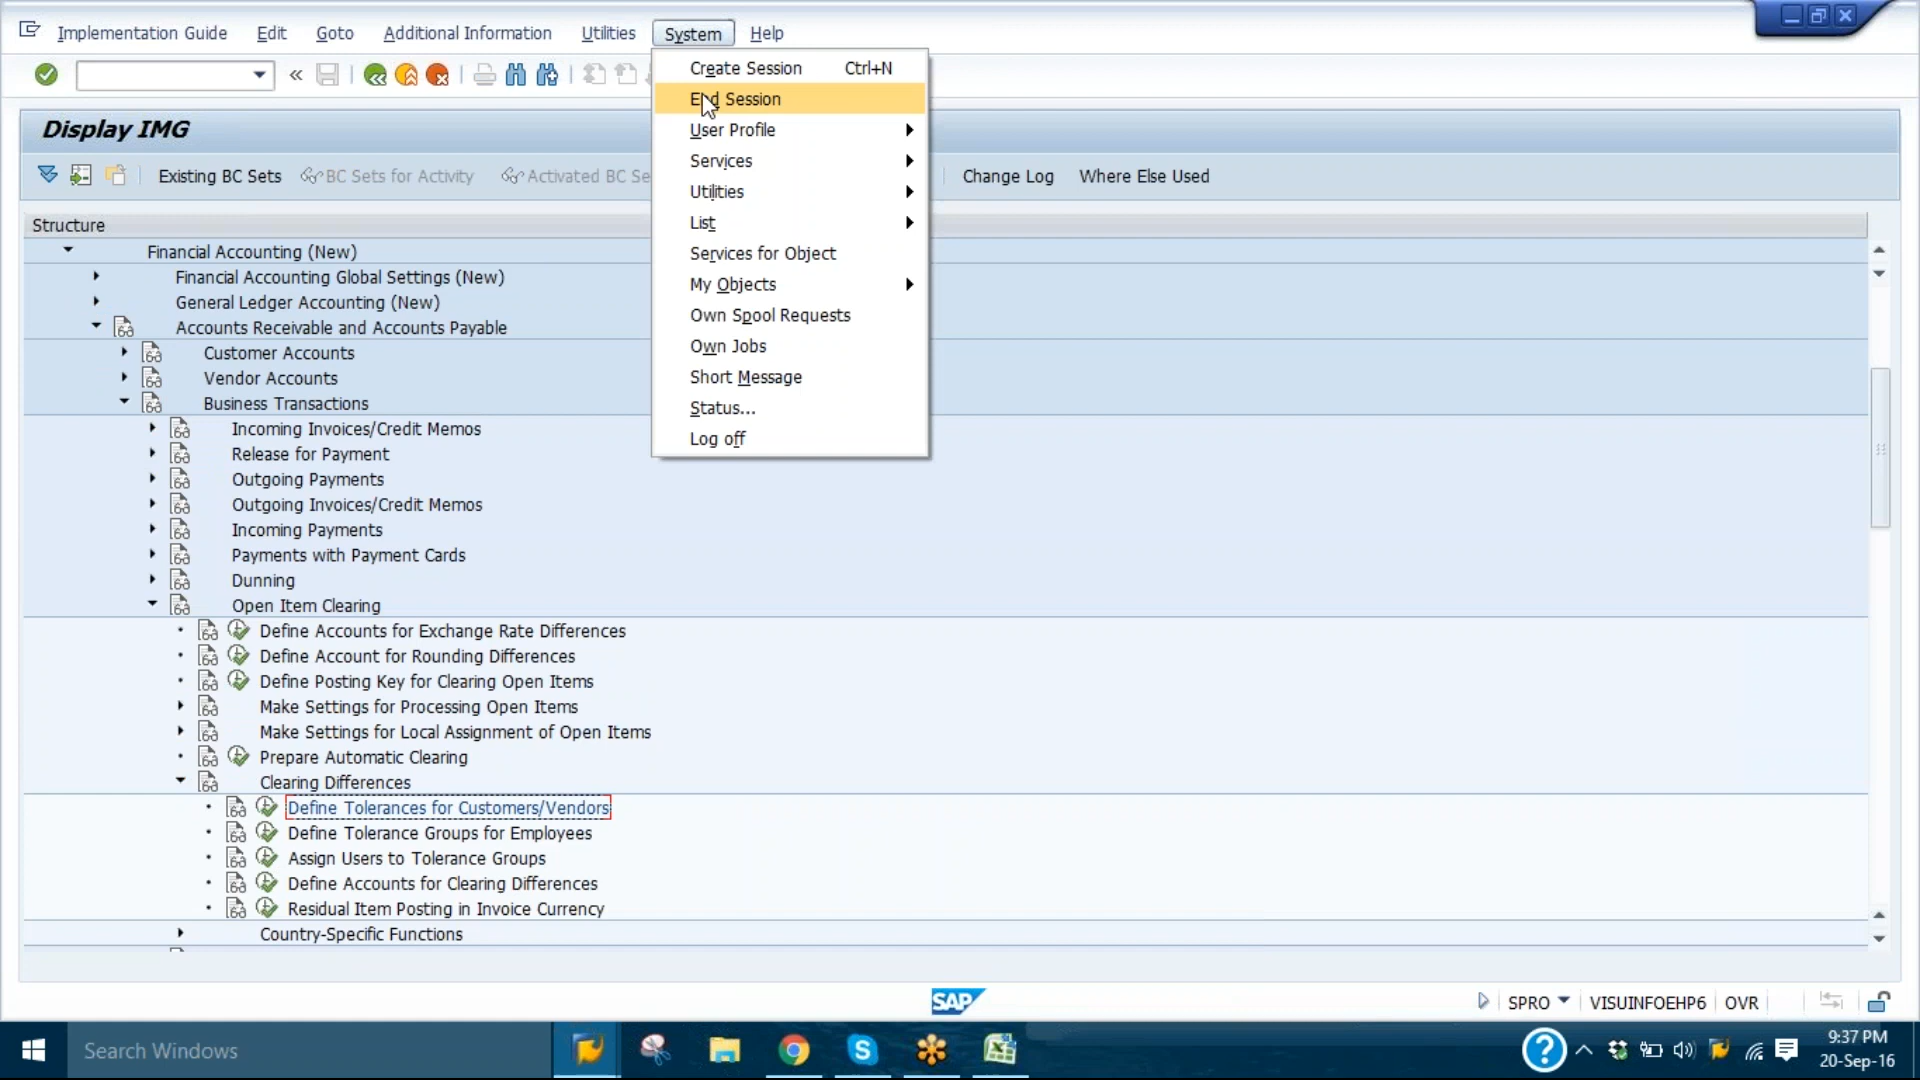 Implementation Guide Edit Goto Additional Information Utilities System Help
Create Session Ctrl+N
End Session
User Profile
Services
Utilities
List
Services for Object
My Objects
Own Spool Requests
Own Jobs
Short Message
Status...
Log off
Display IMG
Existing BC Sets BC Sets for Activity Activated BC Se Change Log Where Else Used
Structure
Financial Accounting (New)
Financial Accounting Global Settings (New)
General Ledger Accounting (New)
Accounts Receivable and Accounts Payable
Customer Accounts
Vendor Accounts
Business Transactions
Incoming Invoices/Credit Memos
Release for Payment
Outgoing Payments
Outgoing Invoices/Credit Memos
Incoming Payments
Payments with Payment Cards
Dunning
Open Item Clearing
Define Accounts for Exchange Rate Differences
Define Account for Rounding Differences
Define Posting Key for Clearing Open Items
Make Settings for Processing Open Items
Make Settings for Local Assignment of Open Items
Prepare Automatic Clearing
Clearing Differences
Define Tolerances for Customers/Vendors
Define Tolerance Groups for Employees
Assign Users to Tolerance Groups
Define Accounts for Clearing Differences
Residual Item Posting in Invoice Currency
Country-Specific Functions
SAP SPRO VISUINFOEHP6 OVR
Search Windows
9:37 PM
20-Sep-16